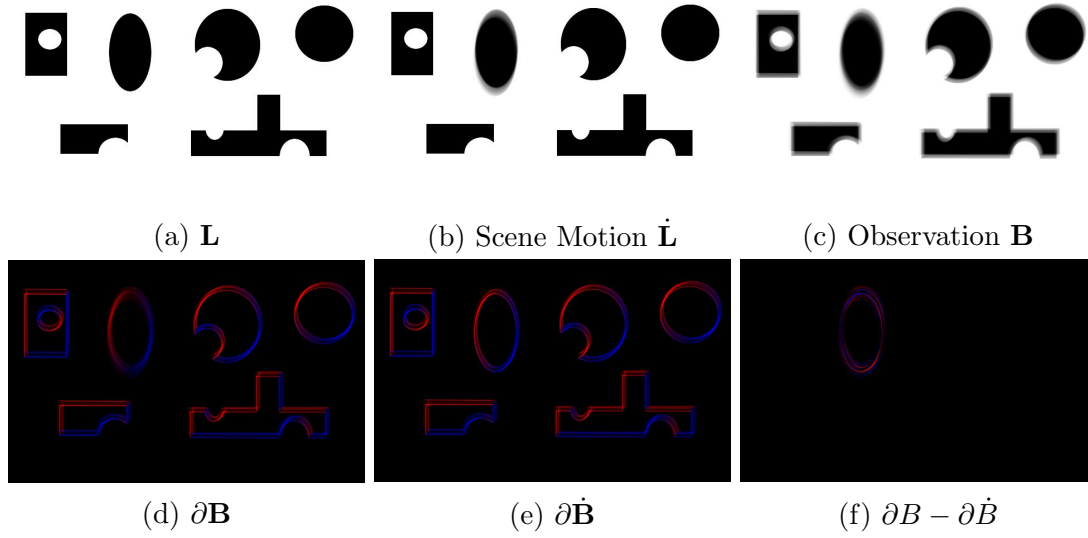 (a) L
(b) Scene Motion L̇
(c) Observation B
(d) ∂B
(e) ∂Ḃ
(f) ∂B − ∂Ḃ